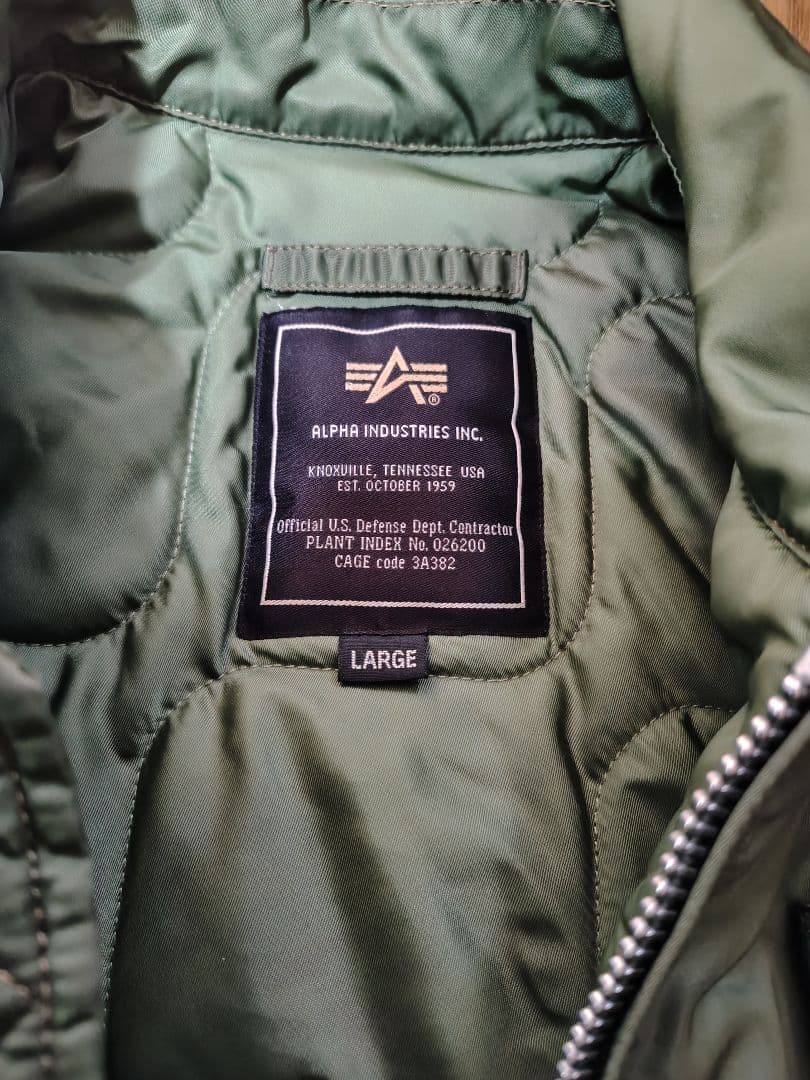 ®
ALPHA INDUSTRIES INC.
KNOXVILLE, TENNESSEE USA
EST. OCTOBER 1959
Official U.S. Defense Dept. Contractor
PLANT INDEX No. 026200
CAGE code 3A382
LARGE